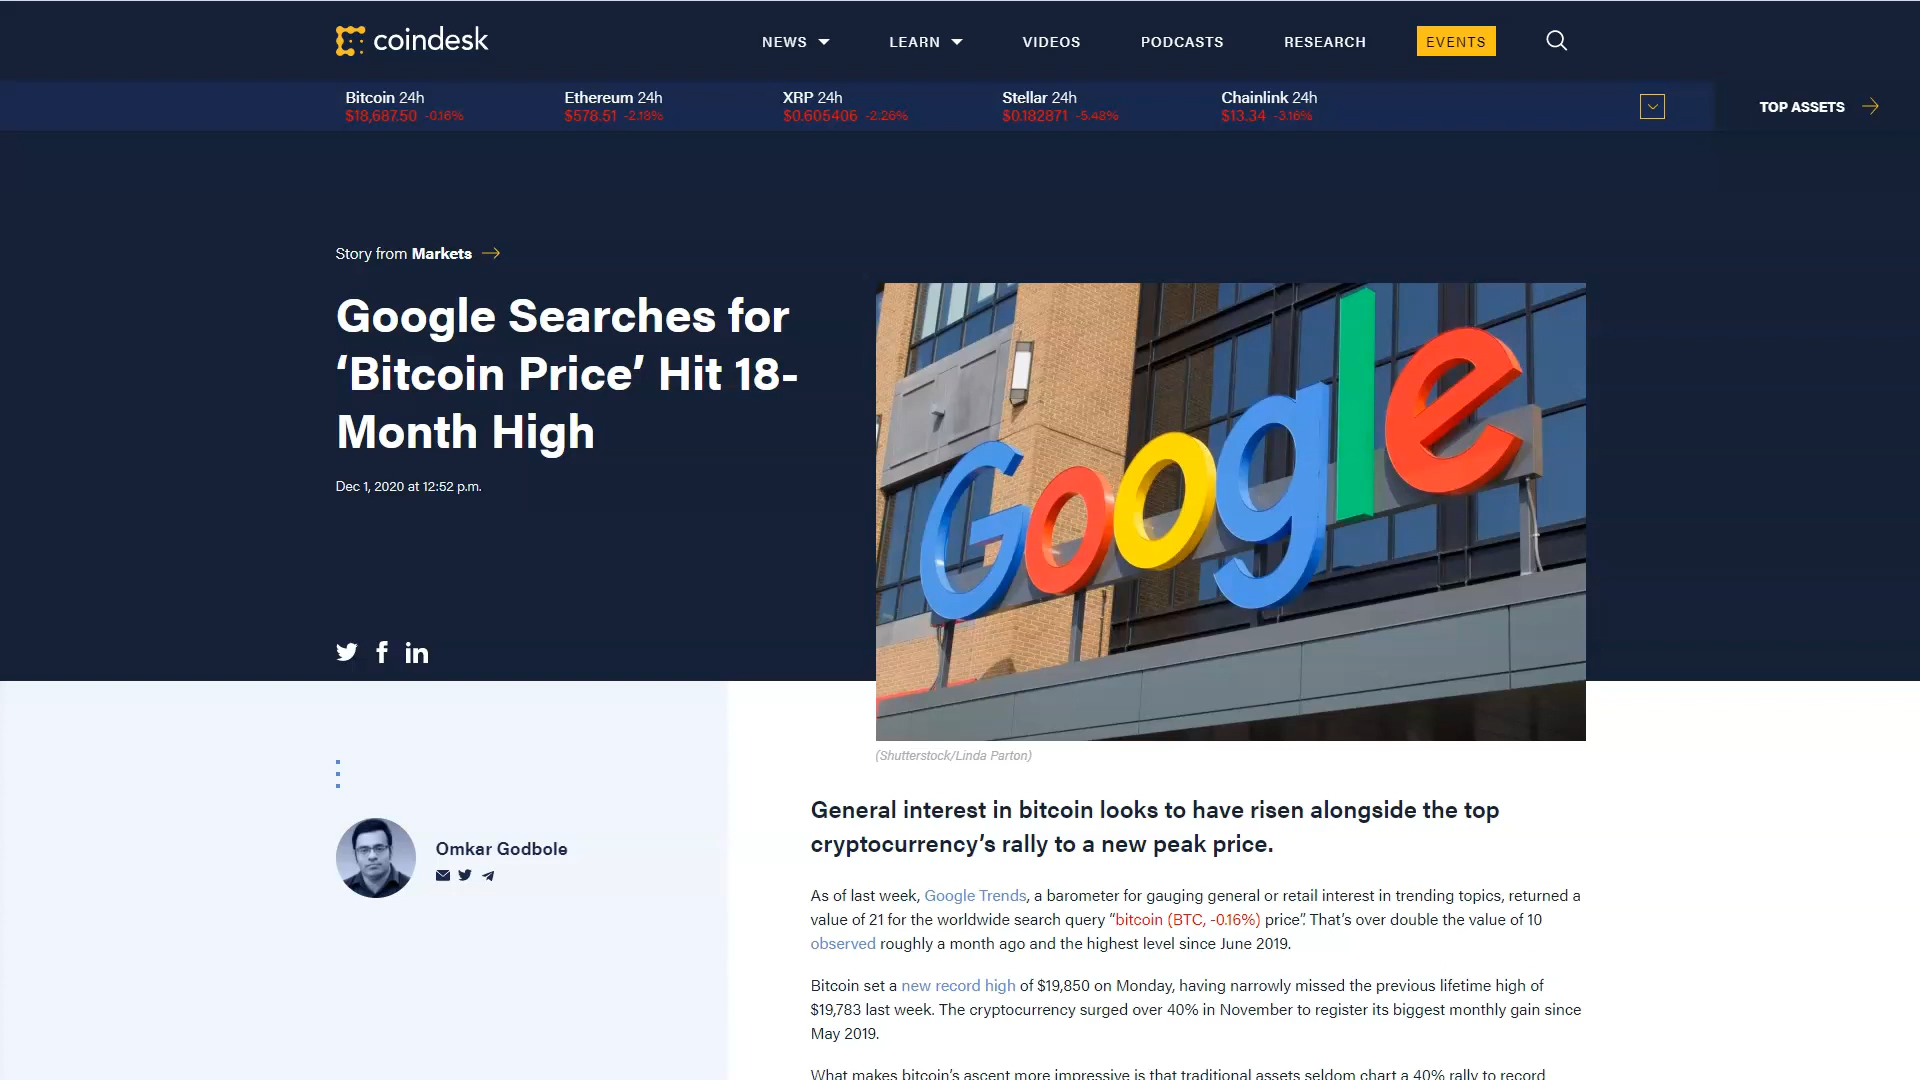 coindesk
NEWS
LEARN
VIDEOS
PODCASTS
RESEARCH
EVENTS
Bitcoin 24h
$18,687.50 -0.16%
Ethereum 24h
$578.51 -2.18%
XRP 24h
$0.605406 -2.26%
Stellar 24h
$0.182871 -5.48%
Chainlink 24h
$13.34 -3.16%
TOP ASSETS
Story from Markets
Google Searches for
‘Bitcoin Price’ Hit 18-
Month High
Dec 1, 2020 at 12:52 p.m.
Google
(Shutterstock/Linda Parton)
Omkar Godbole
General interest in bitcoin looks to have risen alongside the top
cryptocurrency’s rally to a new peak price.
As of last week, Google Trends, a barometer for gauging general or retail interest in trending topics, returned a
value of 21 for the worldwide search query “bitcoin (BTC, -0.16%) price”. That’s over double the value of 10
observed roughly a month ago and the highest level since June 2019.
Bitcoin set a new record high of $19,850 on Monday, having narrowly missed the previous lifetime high of
$19,783 last week. The cryptocurrency surged over 40% in November to register its biggest monthly gain since
May 2019.
What makes bitcoin’s ascent more impressive is that traditional assets seldom chart a 40% rally to record